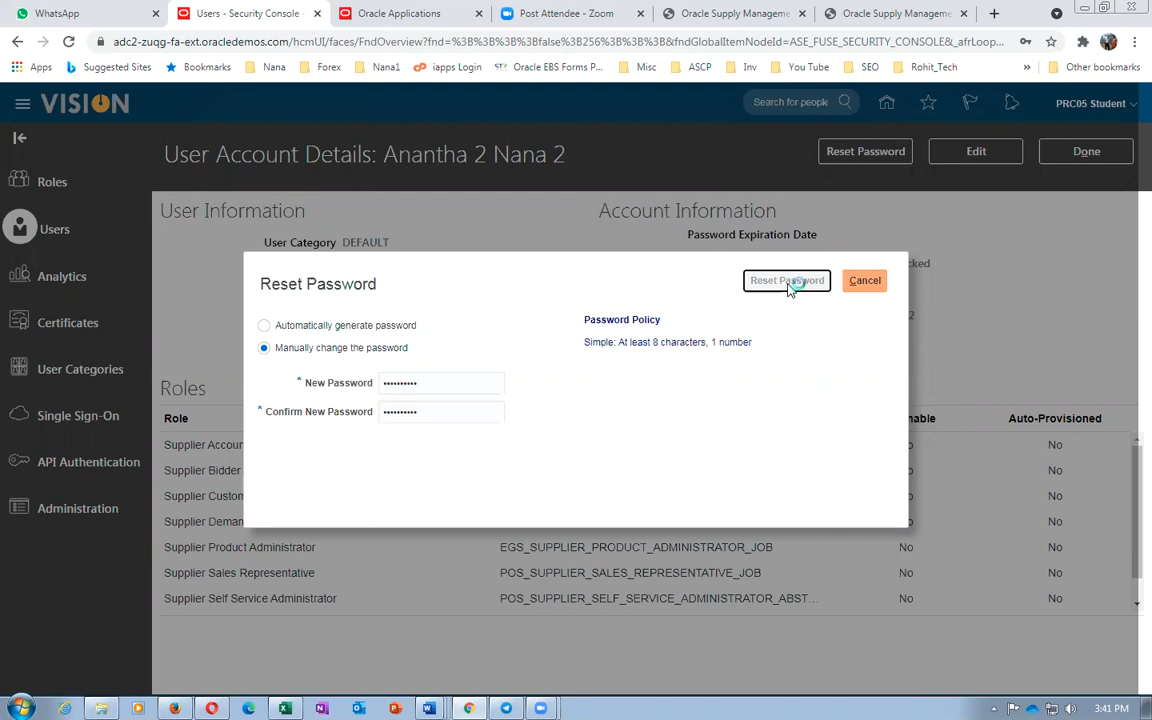 WhatsApp
Users - Security Console -
Oracle Applications
Post Attendee - Zoom
Oracle Supply Manageme
Oracle Supply Manageme
adc2-zuqg-fa-ext.oracledemos.com/hcmUI/faces/FndOverview?fnd=%3B%3B%3B%3Bfalse%3B256%3B%3B%3B&fndGlobalItemNodeId=ASE_FUSE_SECURITY_CONSOLE&_afrLoop...
Apps
Suggested Sites
Bookmarks
Nana
Forex
Nana1
iapps Login
Oracle EBS Forms P...
Misc
ASCP
Inv
You Tube
SEO
Rohit_Tech
»
Other bookmarks
VISION
Search for people
PRC05 Student
User Account Details: Anantha 2 Nana 2
Reset Password
Edit
Done
Roles
Users
Analytics
Certificates
User Categories
Single Sign-On
API Authentication
Administration
User Information
Account Information
User Category DEFAULT
Password Expiration Date
Reset Password
Reset Password
Cancel
Automatically generate password
Manually change the password
Password Policy
Simple: At least 8 characters, 1 number
* New Password ••••••••••
* Confirm New Password ••••••••••
Roles
Role
Auto-Provisioned
Supplier Accou
No
Supplier Bidder
No
No
Supplier Custom
No
No
Supplier Deman
No
No
Supplier Product Administrator EGS_SUPPLIER_PRODUCT_ADMINISTRATOR_JOB No No
Supplier Sales Representative POS_SUPPLIER_SALES_REPRESENTATIVE_JOB No No
Supplier Self Service Administrator POS_SUPPLIER_SELF_SERVICE_ADMINISTRATOR_ABST... No No
3:41 PM